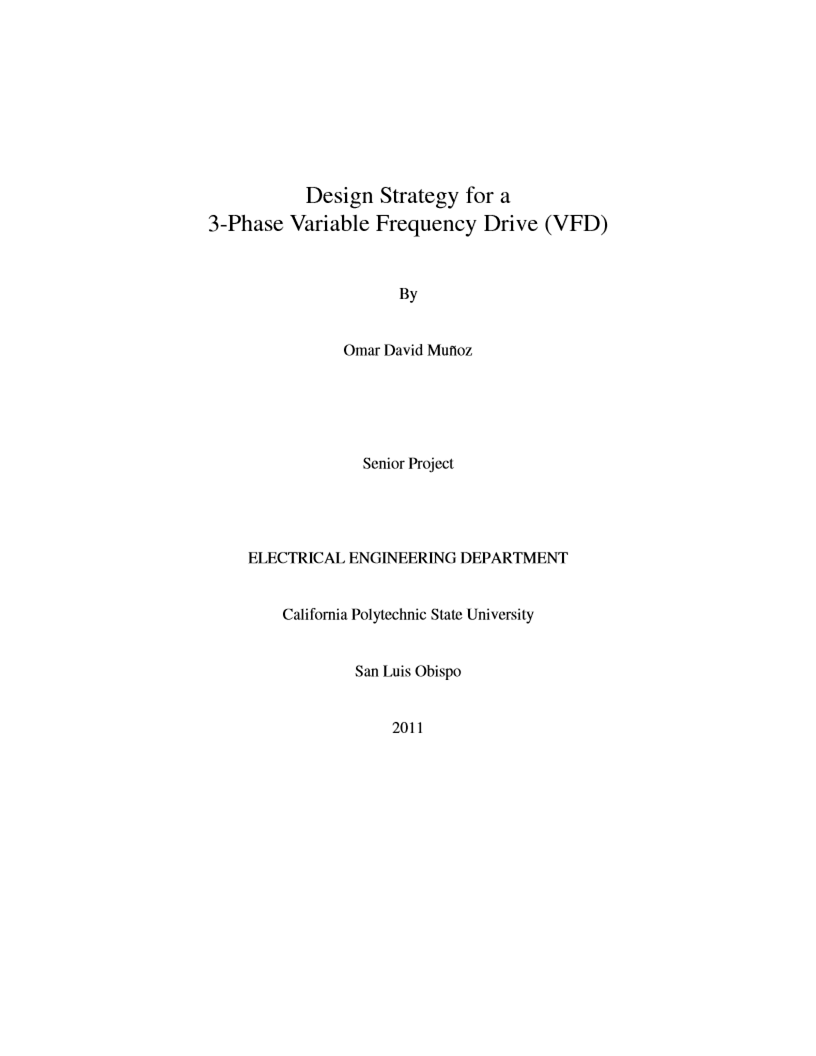 Design Strategy for a
3-Phase Variable Frequency Drive (VFD)
By
Omar David Muñoz
Senior Project
ELECTRICAL ENGINEERING DEPARTMENT
California Polytechnic State University
San Luis Obispo
2011